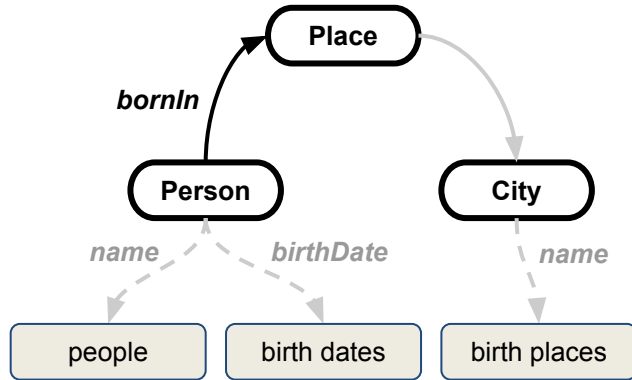 Place
bornIn
Person
City
name
birthDate
name
people
birth dates
birth places